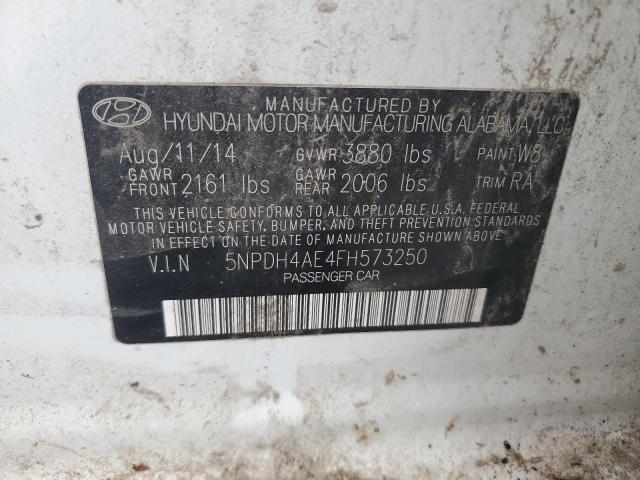 MANUFACTURED BY
HYUNDAI MOTOR MANUFACTURING ALABAMA, LLC
Aug/11/14 GVWR 3880 lbs PAINT W8
GAWR FRONT 2161 lbs GAWR REAR 2006 lbs TRIM RA
THIS VEHICLE CONFORMS TO ALL APPLICABLE U.S.A. FEDERAL
MOTOR VEHICLE SAFETY, BUMPER, AND THEFT PREVENTION STANDARDS
IN EFFECT ON THE DATE OF MANUFACTURE SHOWN ABOVE.
V.I.N 5NPDH4AE4FH573250
PASSENGER CAR